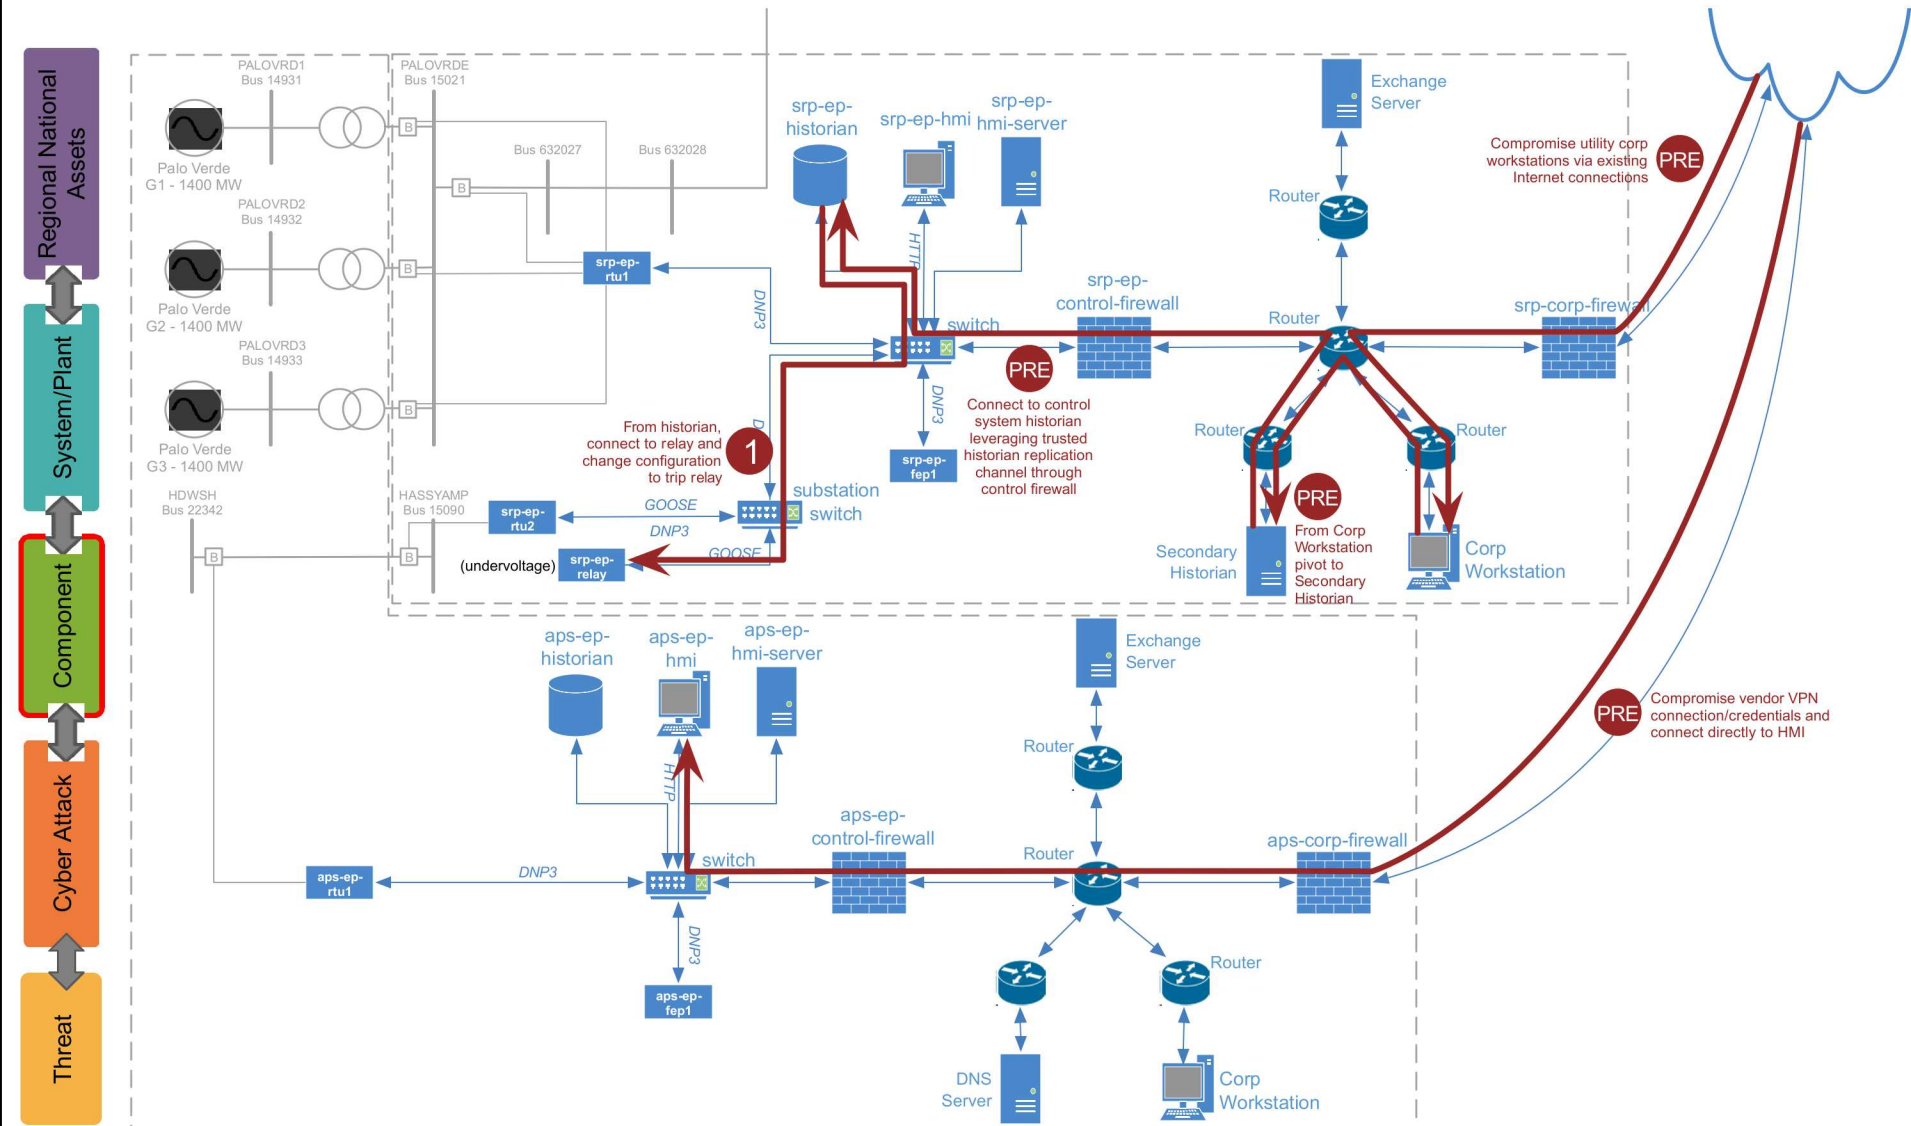 Regional National
Assets
System/Plant
Component
Cyber Attack
Threat
PALOVRD1
Bus 14931
Palo Verde
G1 - 1400 MW
PALOVRD2
Bus 14932
Palo Verde
G2 - 1400 MW
PALOVRD3
Bus 14933
Palo Verde
G3 - 1400 MW
HDWSH
Bus 22342
B
PALOVRDE
Bus 15021
B
B
B
B
Bus 632027
Bus 632028
HASSYAMP
Bus 15090
B
srp-ep-
rtu1
srp-ep-
historian
srp-ep-hmi
srp-ep-
hmi-server
HTTP
DNP3
switch
srp-ep-
control-firewall
Exchange
Server
Router
Router
srp-corp-firewall
Compromise utility corp
workstations via existing
Internet connections
PRE
PRE
Connect to control
system historian
leveraging trusted
historian replication
channel through
control firewall
DNP3
srp-ep-
fep1
From historian,
connect to relay and
change configuration
to trip relay
1
D
substation
switch
srp-ep-
rtu2
GOOSE
DNP3
GOOSE
(undervoltage)
srp-ep-
relay
Router
Router
PRE
From Corp
Workstation
pivot to
Secondary
Historian
Secondary
Historian
Corp
Workstation
aps-ep-
historian
aps-ep-
hmi
aps-ep-
hmi-server
HTTP
Exchange
Server
Router
PRE
Compromise vendor VPN
connection/credentials and
connect directly to HMI
aps-ep-
rtu1
DNP3
switch
aps-ep-
control-firewall
Router
aps-corp-firewall
DNP3
aps-ep-
fep1
Router
DNS
Server
Corp
Workstation